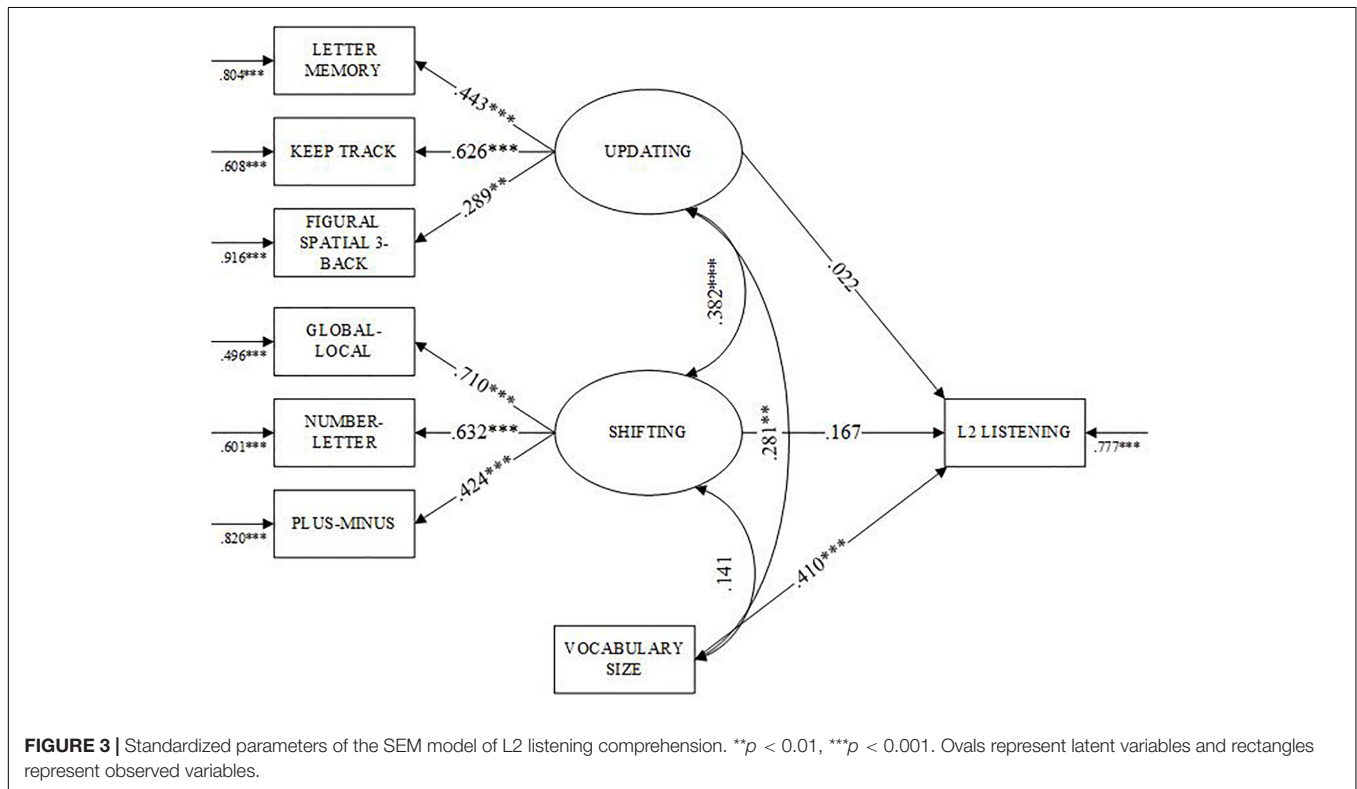 LETTER
MEMORY
.804***
.443***
KEEP TRACK
.608***
.626***
UPDATING
FIGURAL
SPATIAL 3-
BACK
.916***
.289**
.022
.382***
GLOBAL-
LOCAL
.496***
.710***
NUMBER-
LETTER
.601***
.632***
SHIFTING
.281**
.167
L2 LISTENING
.777***
PLUS-MINUS
.820***
.424***
.141
.410***
VOCABULARY
SIZE
FIGURE 3 | Standardized parameters of the SEM model of L2 listening comprehension. **p < 0.01, ***p < 0.001. Ovals represent latent variables and rectangles
represent observed variables.